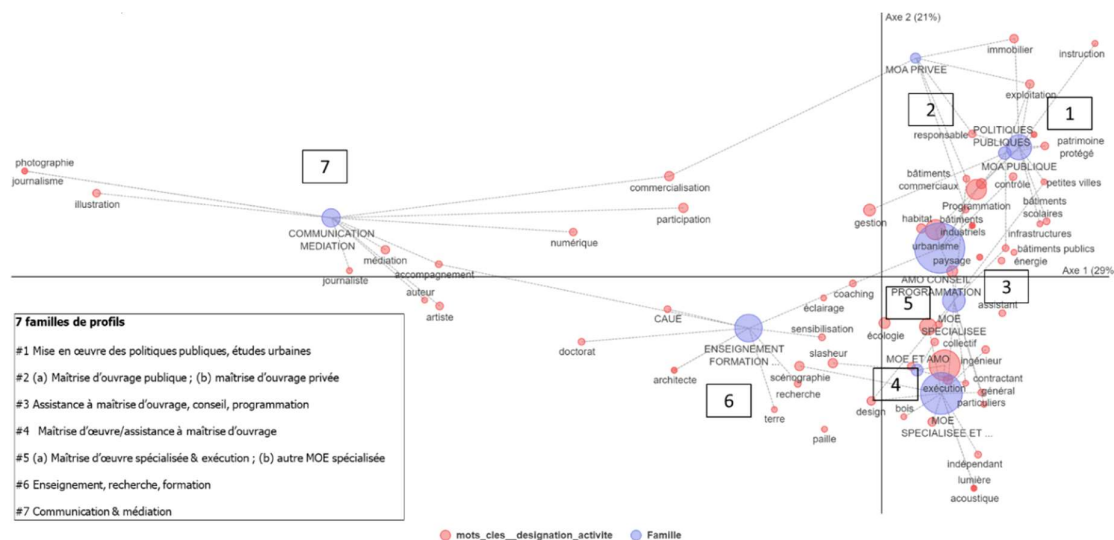 Axe 2 (21%)
immobilier
instruction
MOA PRIVEE
exploitation
2
1
responsable
POLITIQUES
PUBLIQUES
patrimoine
protégé
MOA PUBLIQUE
photographie
journalisme
7
illustration
commercialisation
bâtiments
commerciaux
contrôle
petites villes
Programmation
participation
bâtiments
scolaires
gestion
habitat
bâtiments
industriels
infrastructures
COMMUNICATION
MEDIATION
numérique
urbanisme
bâtiments publics
énergie
médiation
paysage
journaliste
accompagnement
Axe 1 (29%
AMO CONSEIL
PROGRAMMATION
coaching
3
auteur
artiste
éclairage
5
assistant
CAUE
MOE
SPECIALISEE
écologie
sensibilisation
collectif
doctorat
ENSEIGNEMENT
FORMATION ...
slasheur
MOE ET AMO
ingénieur
architecte
scénographie
recherche
4
exécution
contractant
général
particuliers
6
terre
design
bois
MOE
SPECIALISEE ET ...
paille
indépendant
lumière
acoustique
7 familles de profils
#1 Mise en œuvre des politiques publiques, études urbaines
#2 (a) Maîtrise d'ouvrage publique ; (b) maîtrise d'ouvrage privée
#3 Assistance à maîtrise d'ouvrage, conseil, programmation
#4 Maîtrise d'œuvre/assistance à maîtrise d'ouvrage
#5 (a) Maîtrise d'œuvre spécialisée & exécution ; (b) autre MOE spécialisée
#6 Enseignement, recherche, formation
#7 Communication & médiation
mots_cles__designation_activite
Famille